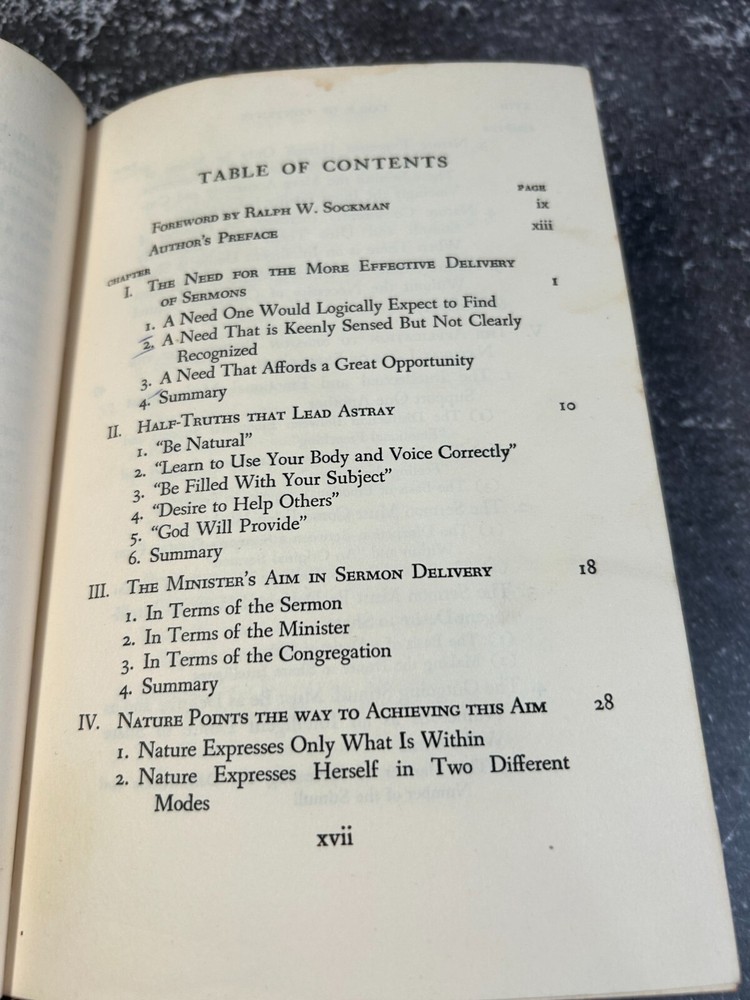 TABLE OF CONTENTS
PAGE
FOREWORD BY RALPH W. SOCKMAN ix
AUTHOR'S PREFACE xiii
CHAPTER
I. THE NEED FOR THE MORE EFFECTIVE DELIVERY
OF SERMONS 1
1. A Need One Would Logically Expect to Find
2. A Need That is Keenly Sensed But Not Clearly
Recognized
3. A Need That Affords a Great Opportunity
4. Summary
II. HALF-TRUTHS THAT LEAD ASTRAY 10
1. “Be Natural”
2. “Learn to Use Your Body and Voice Correctly”
3. “Be Filled With Your Subject”
4. “Desire to Help Others”
5. “God Will Provide”
6. Summary
III. THE MINISTER'S AIM IN SERMON DELIVERY 18
1. In Terms of the Sermon
2. In Terms of the Minister
3. In Terms of the Congregation
4. Summary
IV. NATURE POINTS THE WAY TO ACHIEVING THIS AIM 28
1. Nature Expresses Only What Is Within
2. Nature Expresses Herself in Two Different
Modes
xvii